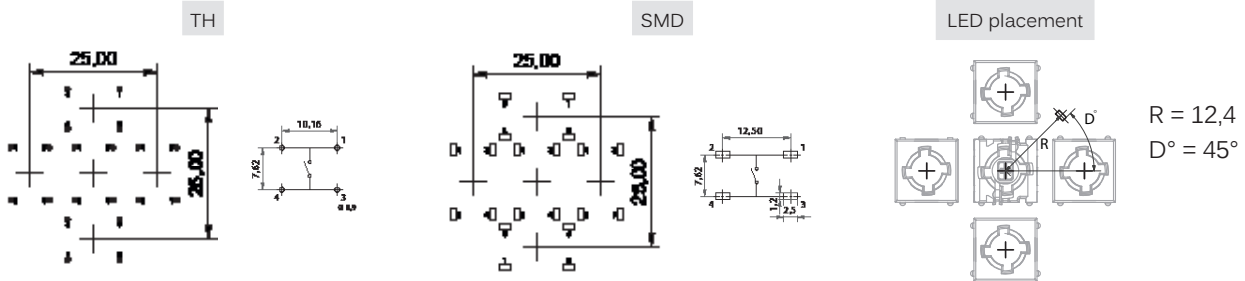 TH
25,00
25,00
10,16
2
1
7,62
4
3
Ø 0,9
SMD
25,00
25,00
12,50
2
1
7,62
4
3
1,2
2,5
LED placement
D°
R
R = 12,4
D° = 45°